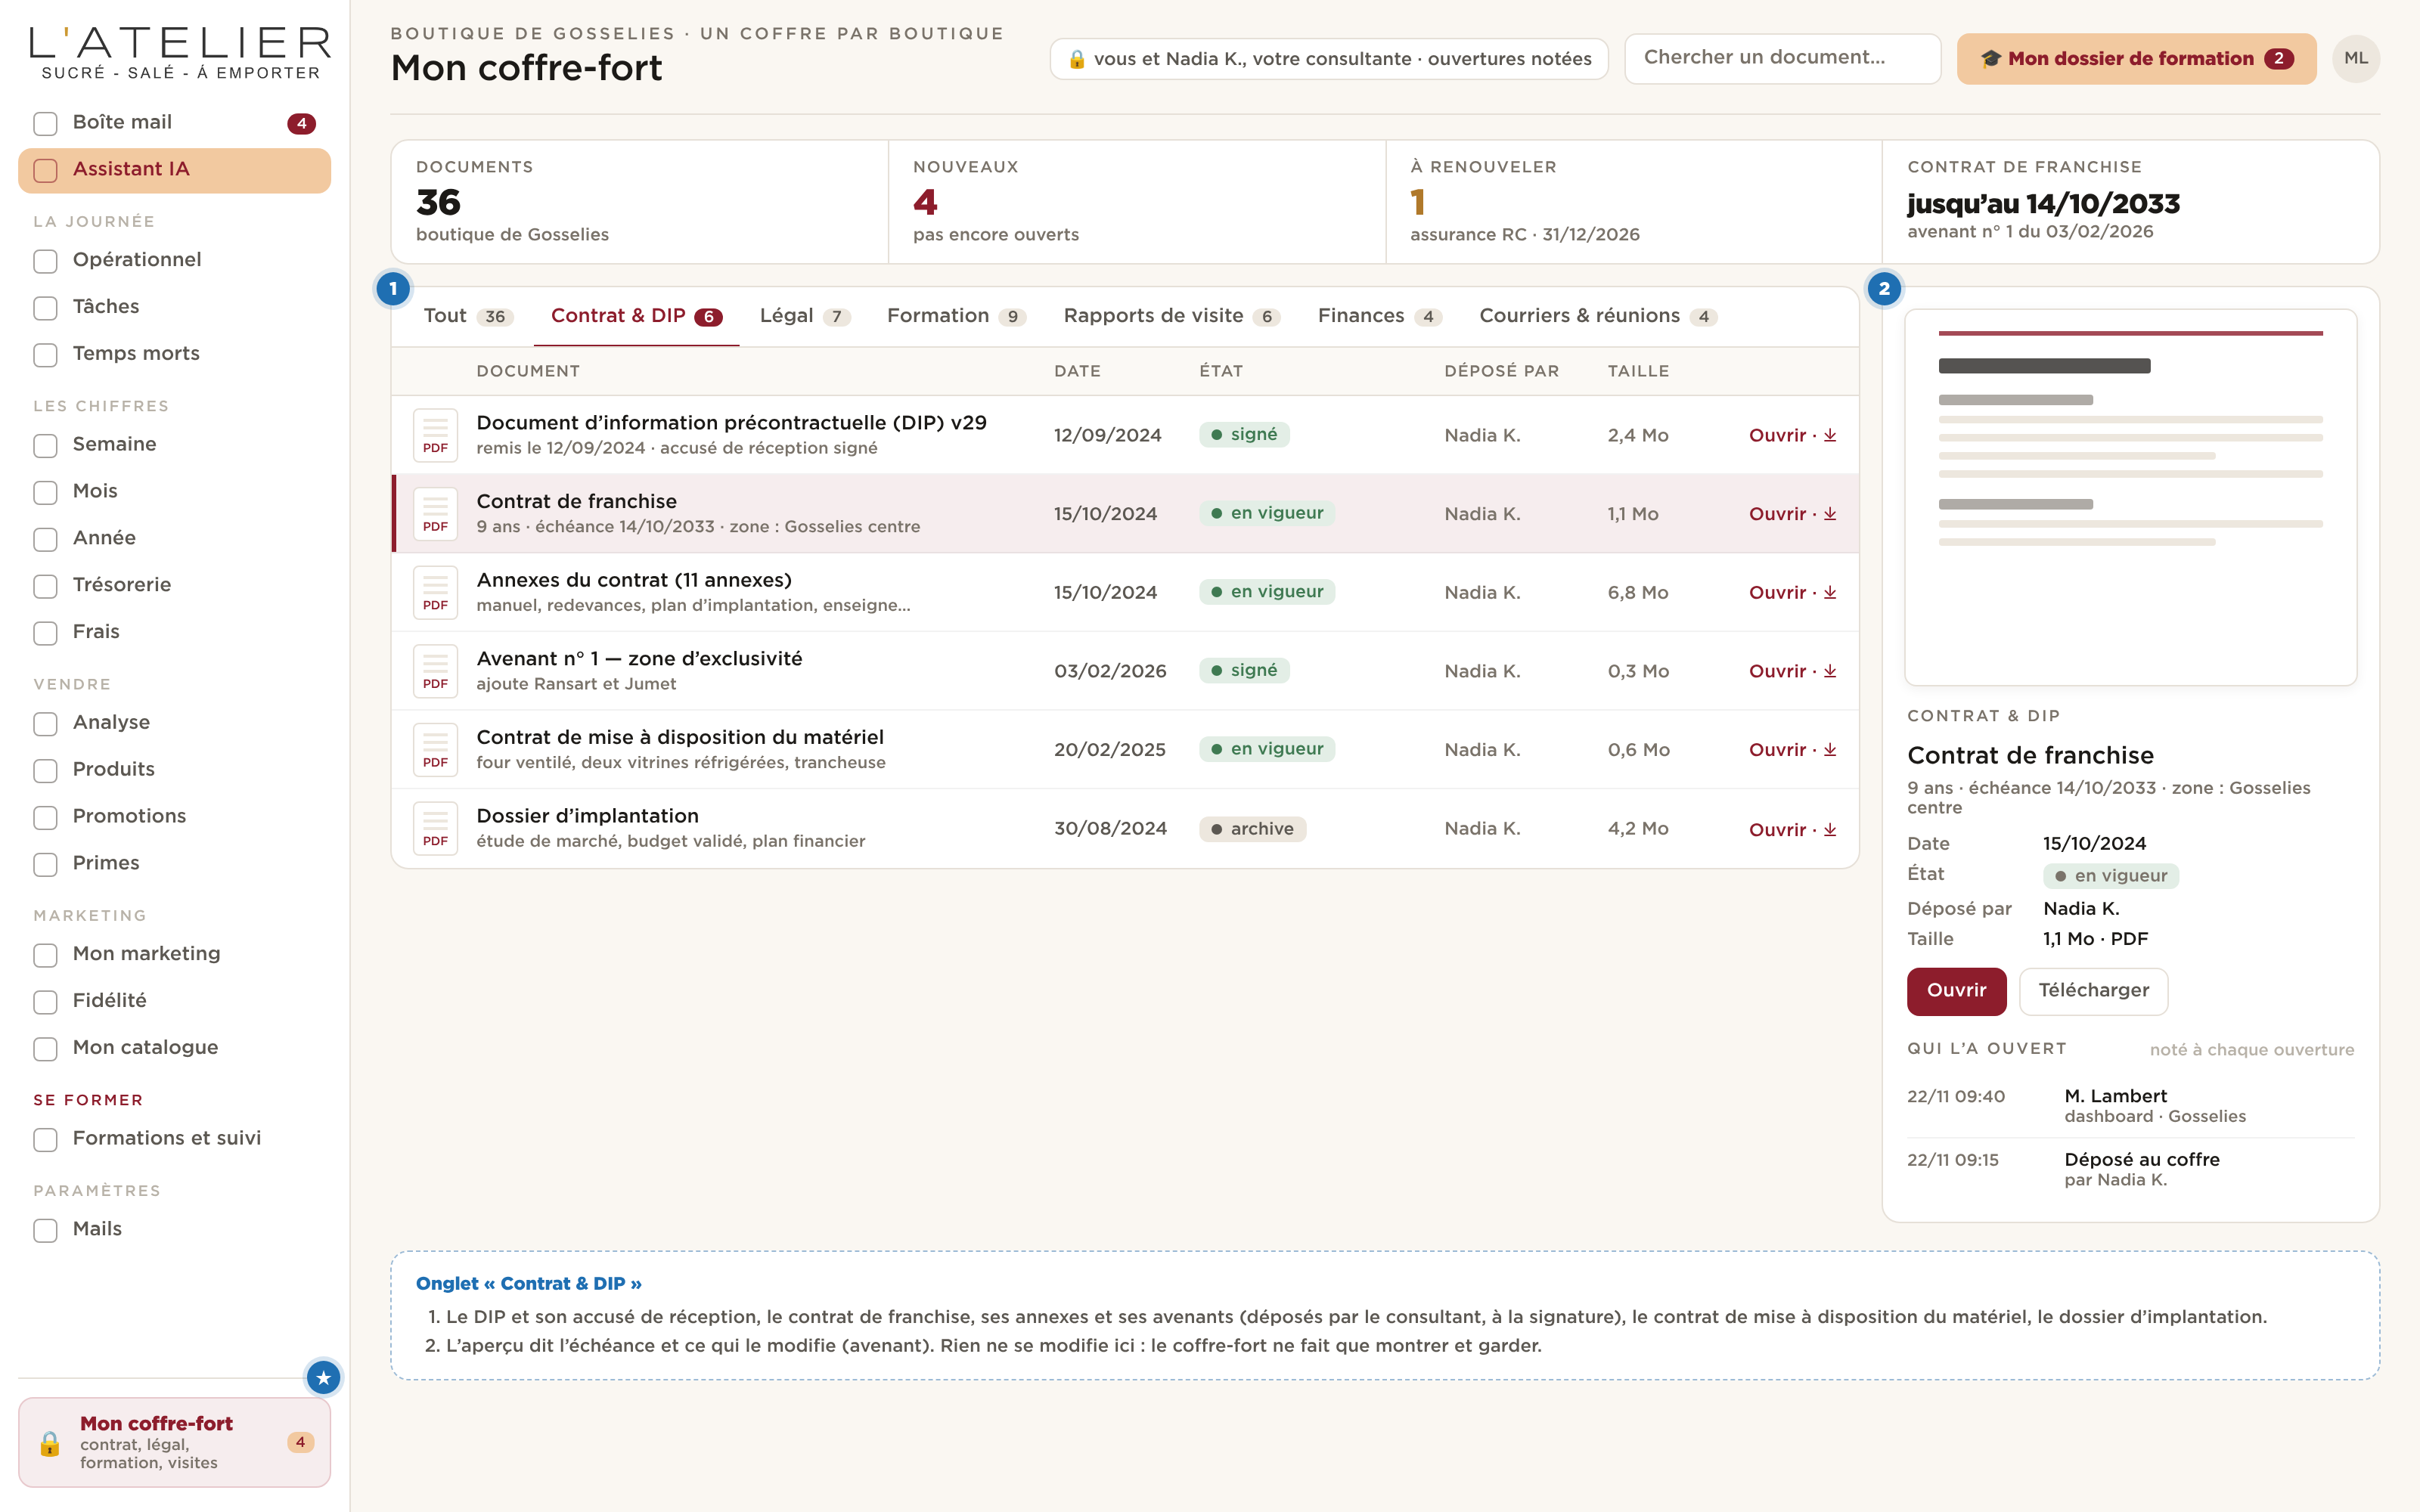 L'ATELIER
SUCRÉ - SALÉ - Á EMPORTER
Boîte mail 4
Assistant IA
LA JOURNÉE
Opérationnel
Tâches
Temps morts
LES CHIFFRES
Semaine
Mois
Année
Trésorerie
Frais
VENDRE
Analyse
Produits
Promotions
Primes
MARKETING
Mon marketing
Fidélité
Mon catalogue
SE FORMER
Formations et suivi
PARAMÈTRES
Mails
Mon coffre-fort
contrat, légal,
formation, visites
4
BOUTIQUE DE GOSSELIES · UN COFFRE PAR BOUTIQUE
Mon coffre-fort
vous et Nadia K., votre consultante · ouvertures notées
Chercher un document...
Mon dossier de formation 2
ML
DOCUMENTS
36
boutique de Gosselies
NOUVEAUX
4
pas encore ouverts
À RENOUVELER
1
assurance RC · 31/12/2026
CONTRAT DE FRANCHISE
jusqu’au 14/10/2033
avenant n° 1 du 03/02/2026
1
Tout 36 Contrat & DIP 6 Légal 7 Formation 9 Rapports de visite 6 Finances 4 Courriers & réunions 4
DOCUMENT DATE ÉTAT DÉPOSÉ PAR TAILLE
PDF Document d’information précontractuelle (DIP) v29 12/09/2024 signé Nadia K. 2,4 Mo Ouvrir ·
remis le 12/09/2024 · accusé de réception signé
PDF Contrat de franchise 15/10/2024 en vigueur Nadia K. 1,1 Mo Ouvrir ·
9 ans · échéance 14/10/2033 · zone : Gosselies centre
PDF Annexes du contrat (11 annexes) 15/10/2024 en vigueur Nadia K. 6,8 Mo Ouvrir ·
manuel, redevances, plan d’implantation, enseigne...
PDF Avenant n° 1 — zone d’exclusivité 03/02/2026 signé Nadia K. 0,3 Mo Ouvrir ·
ajoute Ransart et Jumet
PDF Contrat de mise à disposition du matériel 20/02/2025 en vigueur Nadia K. 0,6 Mo Ouvrir ·
four ventilé, deux vitrines réfrigérées, trancheuse
PDF Dossier d’implantation 30/08/2024 archive Nadia K. 4,2 Mo Ouvrir ·
étude de marché, budget validé, plan financier
2
CONTRAT & DIP
Contrat de franchise
9 ans · échéance 14/10/2033 · zone : Gosselies
centre
Date 15/10/2024
État en vigueur
Déposé par Nadia K.
Taille 1,1 Mo · PDF
Ouvrir Télécharger
QUI L’A OUVERT noté à chaque ouverture
22/11 09:40 M. Lambert
dashboard · Gosselies
22/11 09:15 Déposé au coffre
par Nadia K.
Onglet « Contrat & DIP »
1. Le DIP et son accusé de réception, le contrat de franchise, ses annexes et ses avenants (déposés par le consultant, à la signature), le contrat de mise à disposition du matériel, le dossier d’implantation.
2. L’aperçu dit l’échéance et ce qui le modifie (avenant). Rien ne se modifie ici : le coffre-fort ne fait que montrer et garder.